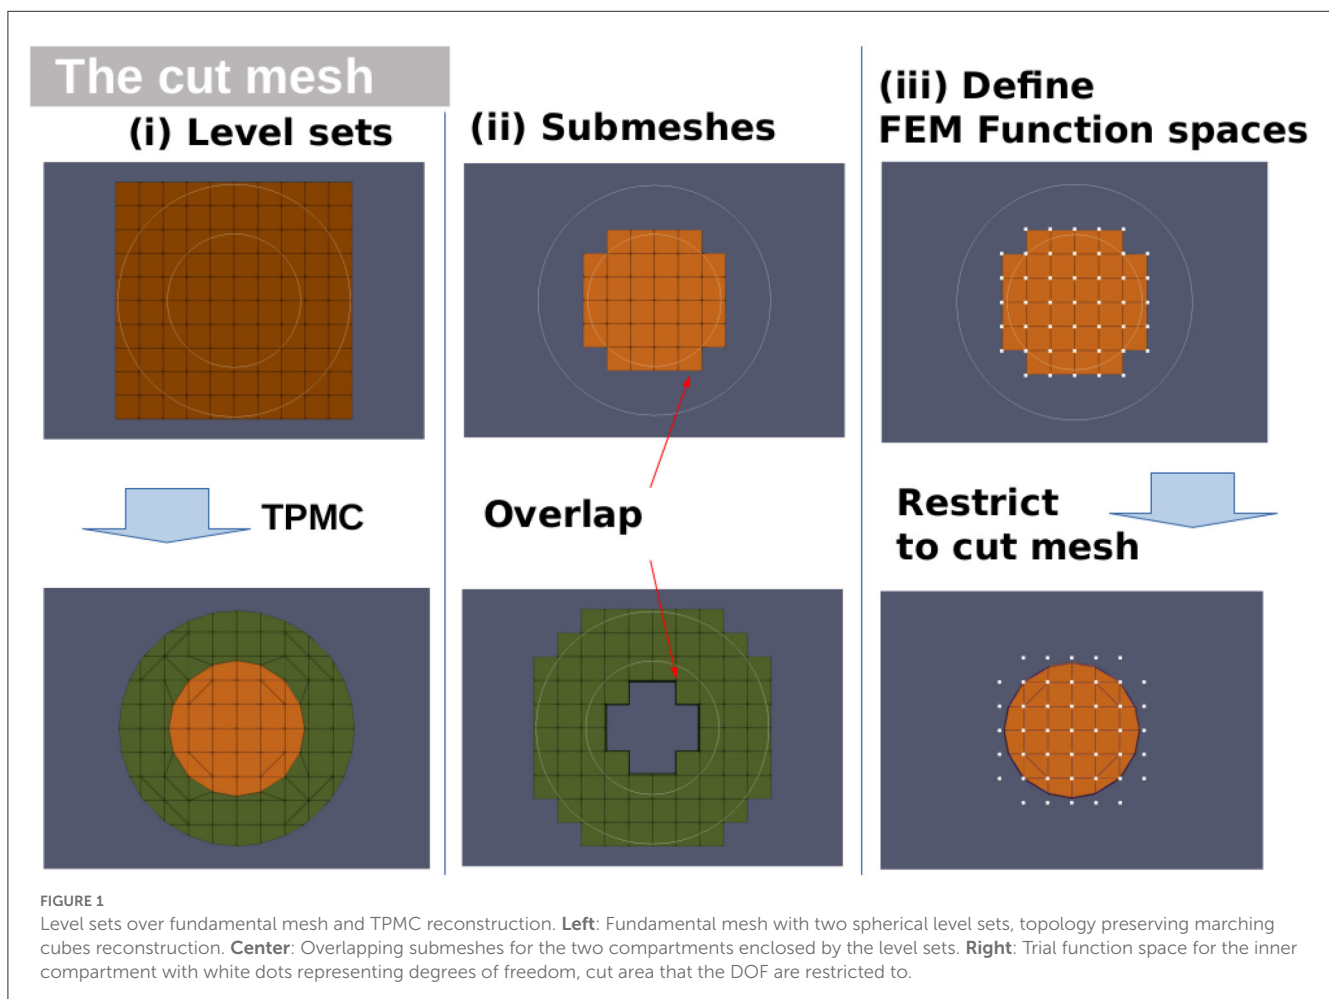 The cut mesh
(i) Level sets
(ii) Submeshes
(iii) Define
FEM Function spaces
TPMC
Overlap
Restrict
to cut mesh
FIGURE 1
Level sets over fundamental mesh and TPMC reconstruction. Left: Fundamental mesh with two spherical level sets, topology preserving marching
cubes reconstruction. Center: Overlapping submeshes for the two compartments enclosed by the level sets. Right: Trial function space for the inner
compartment with white dots representing degrees of freedom, cut area that the DOF are restricted to.